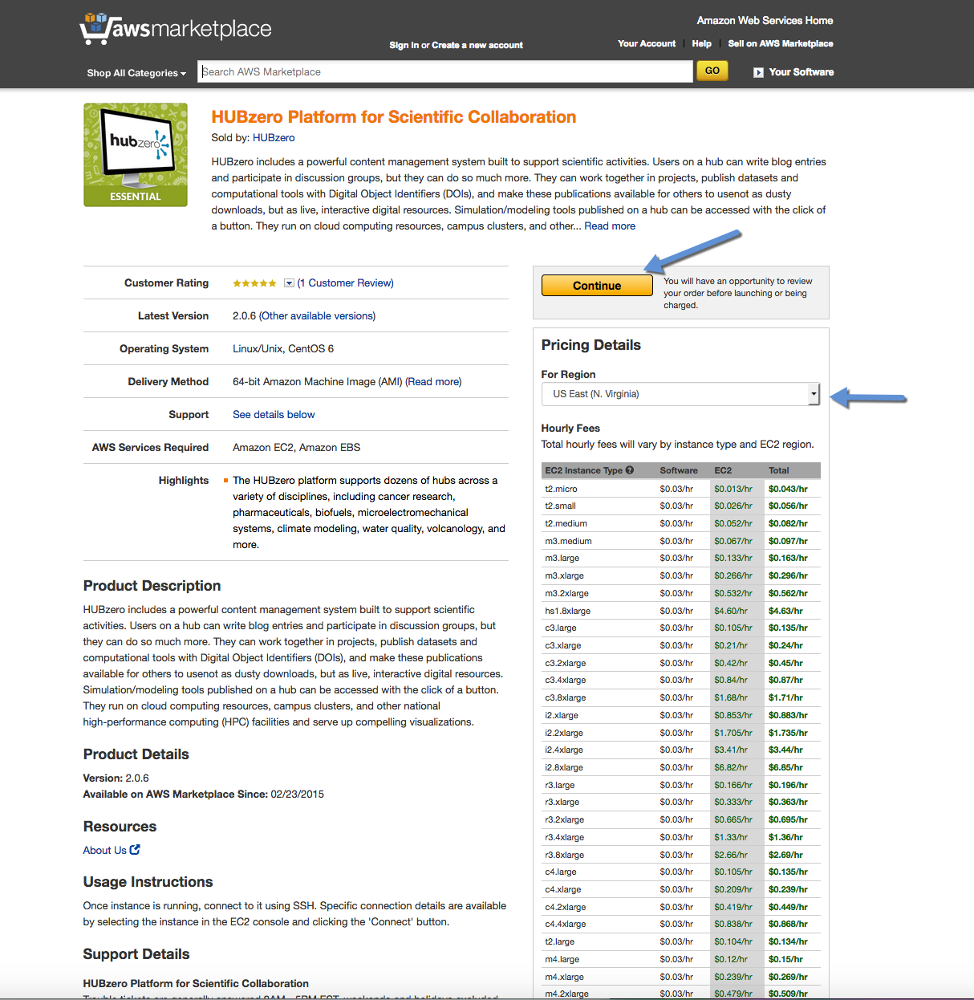 awsmarketplace
Amazon Web Services Home
Sign in or Create a new account
Your Account | Help | Sell on AWS Marketplace
Shop All Categories
Search AWS Marketplace
GO
Your Software
hubzero
ESSENTIAL
HUBzero Platform for Scientific Collaboration
Sold by: HUBzero
HUBzero includes a powerful content management system built to support scientific activities. Users on a hub can write blog entries
and participate in discussion groups, but they can do so much more. They can work together in projects, publish datasets and
computational tools with Digital Object Identifiers (DOIs), and make these publications available for others to usenot as dusty
downloads, but as live, interactive digital resources. Simulation/modeling tools published on a hub can be accessed with the click of
a button. They run on cloud computing resources, campus clusters, and other... Read more
Customer Rating (1 Customer Review)
Latest Version 2.0.6 (Other available versions)
Operating System Linux/Unix, CentOS 6
Delivery Method 64-bit Amazon Machine Image (AMI) (Read more)
Support See details below
AWS Services Required Amazon EC2, Amazon EBS
Highlights The HUBzero platform supports dozens of hubs across a
variety of disciplines, including cancer research,
pharmaceuticals, biofuels, microelectromechanical
systems, climate modeling, water quality, volcanology, and
more.
Product Description
HUBzero includes a powerful content management system built to support scientific
activities. Users on a hub can write blog entries and participate in discussion groups, but
they can do so much more. They can work together in projects, publish datasets and
computational tools with Digital Object Identifiers (DOIs), and make these publications
available for others to usenot as dusty downloads, but as live, interactive digital resources.
Simulation/modeling tools published on a hub can be accessed with the click of a button.
They run on cloud computing resources, campus clusters, and other national
high-performance computing (HPC) facilities and serve up compelling visualizations.
Product Details
Version: 2.0.6
Available on AWS Marketplace Since: 02/23/2015
Resources
About Us
Usage Instructions
Once instance is running, connect to it using SSH. Specific connection details are available
by selecting the instance in the EC2 console and clicking the 'Connect' button.
Support Details
HUBzero Platform for Scientific Collaboration
Trouble tickets are generally answered 8AM - 5PM EST, weekends and holidays excluded.
Continue
You will have an opportunity to review
your order before launching or being
charged.
Pricing Details
For Region
US East (N. Virginia)
Hourly Fees
Total hourly fees will vary by instance type and EC2 region.
EC2 Instance Type Software EC2 Total
t2.micro $0.03/hr $0.013/hr $0.043/hr
t2.small $0.03/hr $0.026/hr $0.056/hr
t2.medium $0.03/hr $0.052/hr $0.082/hr
m3.medium $0.03/hr $0.067/hr $0.097/hr
m3.large $0.03/hr $0.133/hr $0.163/hr
m3.xlarge $0.03/hr $0.266/hr $0.296/hr
m3.2xlarge $0.03/hr $0.532/hr $0.562/hr
hs1.8xlarge $0.03/hr $4.60/hr $4.63/hr
c3.large $0.03/hr $0.105/hr $0.135/hr
c3.xlarge $0.03/hr $0.21/hr $0.24/hr
c3.2xlarge $0.03/hr $0.42/hr $0.45/hr
c3.4xlarge $0.03/hr $0.84/hr $0.87/hr
c3.8xlarge $0.03/hr $1.68/hr $1.71/hr
i2.xlarge $0.03/hr $0.853/hr $0.883/hr
i2.2xlarge $0.03/hr $1.705/hr $1.735/hr
i2.4xlarge $0.03/hr $3.41/hr $3.44/hr
i2.8xlarge $0.03/hr $6.82/hr $6.85/hr
r3.large $0.03/hr $0.166/hr $0.196/hr
r3.xlarge $0.03/hr $0.333/hr $0.363/hr
r3.2xlarge $0.03/hr $0.665/hr $0.695/hr
r3.4xlarge $0.03/hr $1.33/hr $1.36/hr
r3.8xlarge $0.03/hr $2.66/hr $2.69/hr
c4.large $0.03/hr $0.105/hr $0.135/hr
c4.xlarge $0.03/hr $0.209/hr $0.239/hr
c4.2xlarge $0.03/hr $0.419/hr $0.449/hr
c4.4xlarge $0.03/hr $0.838/hr $0.868/hr
t2.large $0.03/hr $0.104/hr $0.134/hr
m4.large $0.03/hr $0.12/hr $0.15/hr
m4.xlarge $0.03/hr $0.239/hr $0.269/hr
m4.2xlarge $0.03/hr $0.479/hr $0.509/hr